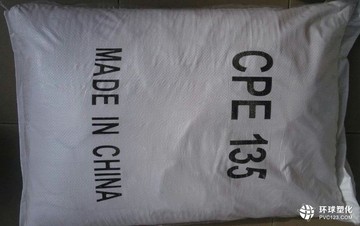 CPE 135
MADE IN CHINA
环球塑化
PVC123.COM